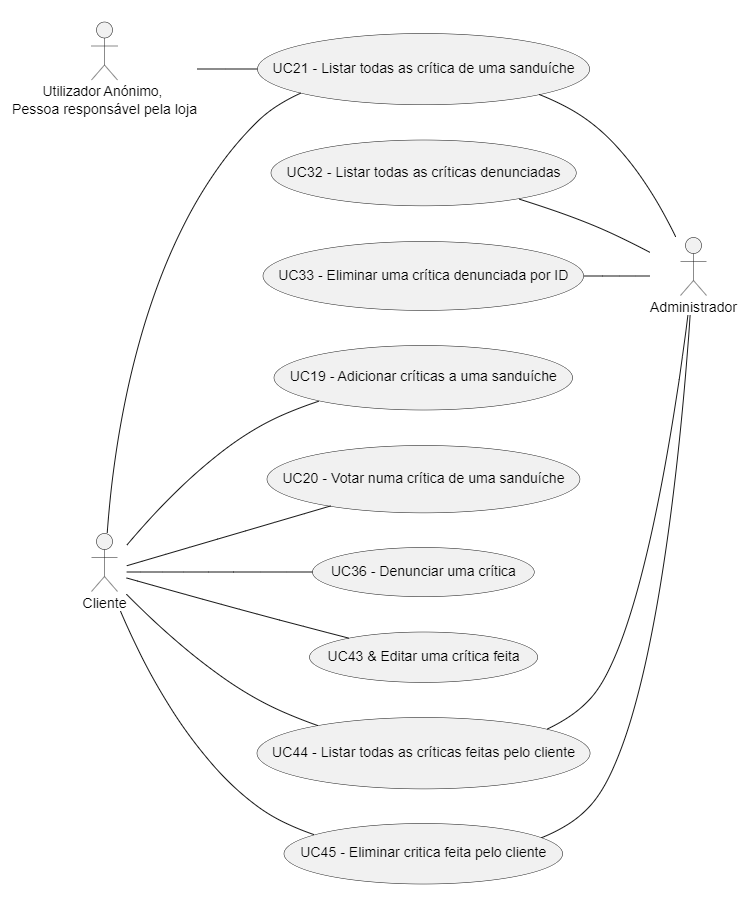 UC21 - Listar todas as crítica de uma sanduíche
Utilizador Anónimo,
Pessoa responsável pela loja
UC32 - Listar todas as críticas denunciadas
UC33 - Eliminar uma crítica denunciada por ID
Administrador
UC19 - Adicionar críticas a uma sanduíche
UC20 - Votar numa crítica de uma sanduíche
UC36 - Denunciar uma crítica
Cliente
UC43 & Editar uma crítica feita
UC44 - Listar todas as críticas feitas pelo cliente
UC45 - Eliminar critica feita pelo cliente